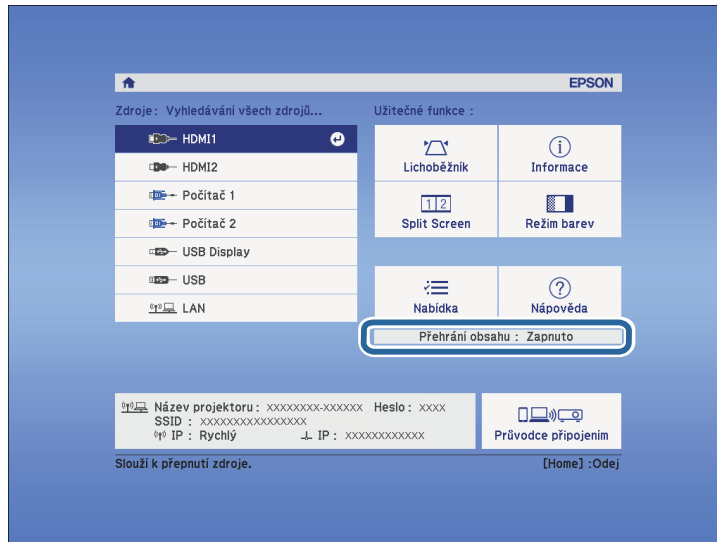 EPSON
Zdroje : Vyhledávání všech zdrojů...
Užitečné funkce :
HDMI1
HDMI2
Počítač 1
Počítač 2
USB Display
USB
LAN
Lichoběžník
Informace
1 2
Split Screen
Režim barev
Nabídka
Nápověda
Přehrání obsahu : Zapnuto
Název projektoru : XXXXXXXX-XXXXXX Heslo : XXXX
SSID : XXXXXXXXXXXXXXXX
IP : Rychlý IP : XXXXXXXXXXXX
Průvodce připojením
Slouží k přepnutí zdroje.
[Home] :Odej